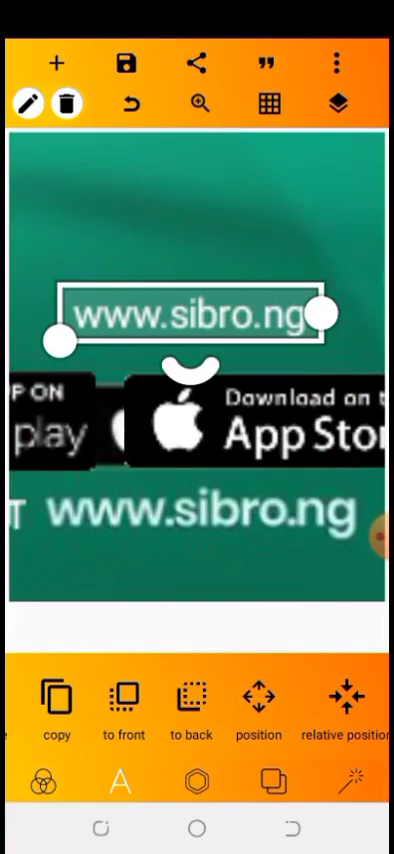 www.sibro.ng
P ON
Download on t
play
App Stor
T www.sibro.ng
copy
to front
to back
position
relative position
A